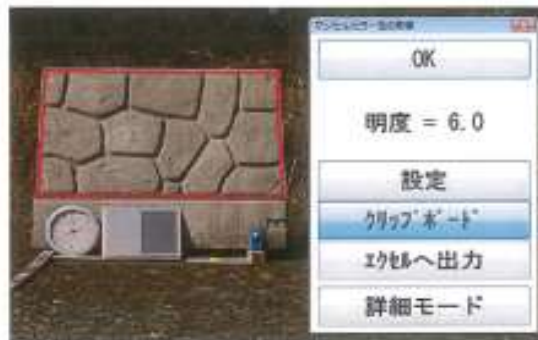 OK
明度 = 6.0
設定
クリップボード
エクセルへ出力
詳細モード